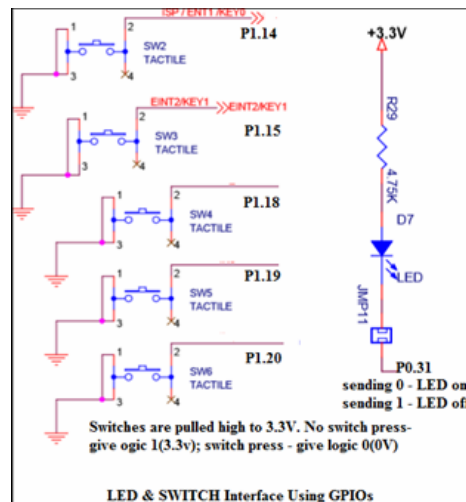 ISP / ENT1 /KEY0
P1.14
1
2
SW2
TACTILE
3
4
EINT2/KEY1
EINT2/KEY1
P1.15
1
2
SW3
TACTILE
3
4
P1.18
1
2
SW4
TACTILE
3
4
P1.19
1
2
SW5
TACTILE
3
4
P1.20
1
2
SW6
TACTILE
3
4
+3.3V
R29
4.75K
D7
LED
JMP11
P0.31
sending 0 - LED on
sending 1 - LED off
Switches are pulled high to 3.3V. No switch press-
give ogic 1(3.3v); switch press - give logic 0(0V)
LED & SWITCH Interface Using GPIOs